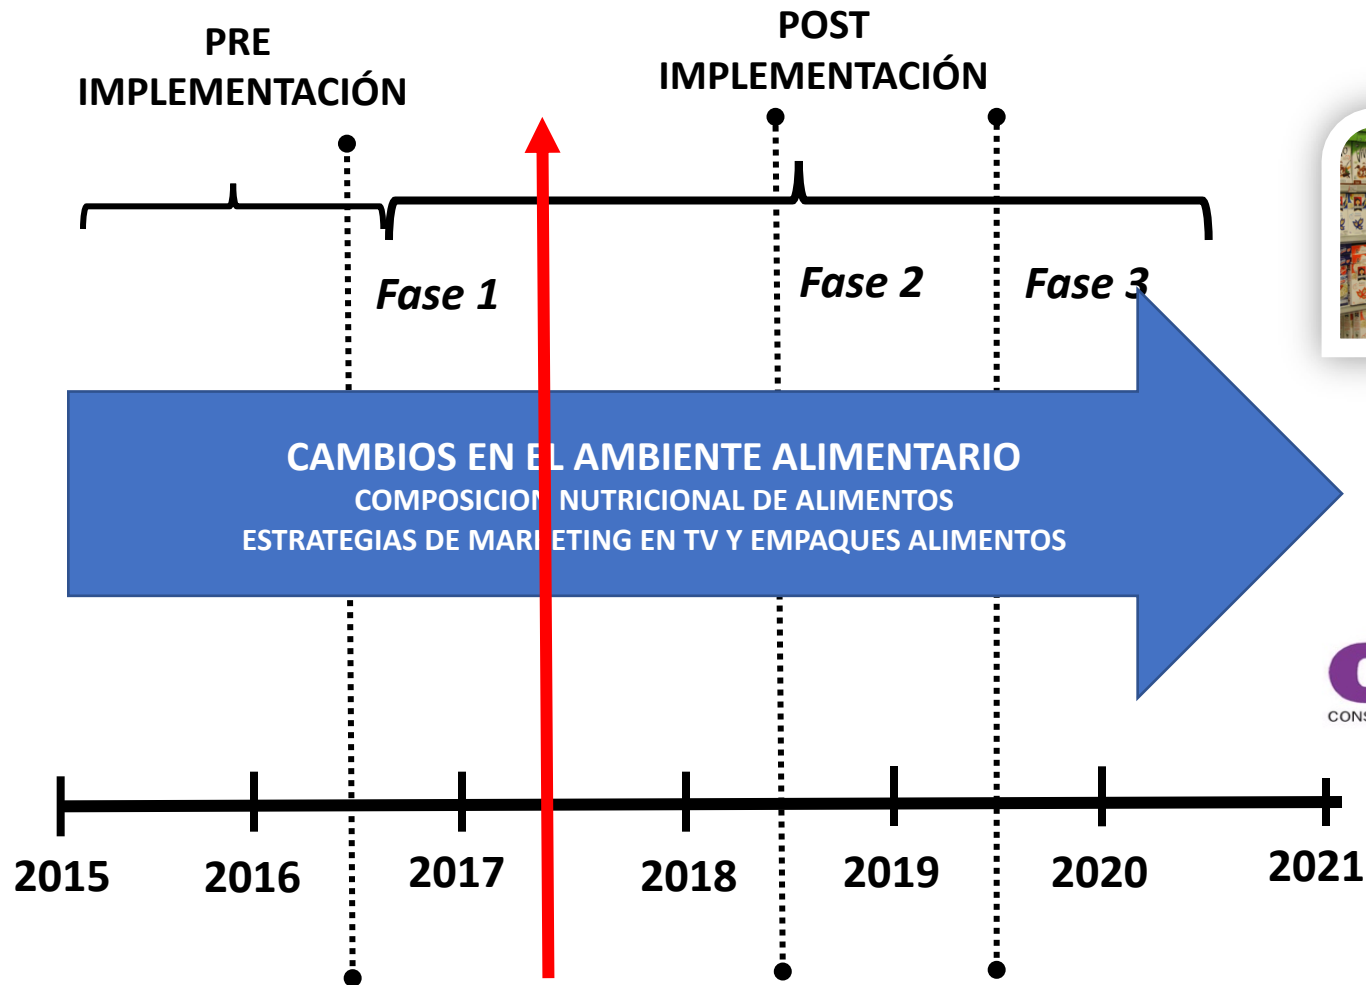 PRE
IMPLEMENTACIÓN
POST
IMPLEMENTACIÓN
Fase 1
Fase 2
Fase 3
CAMBIOS EN EL AMBIENTE ALIMENTARIO
COMPOSICION NUTRICIONAL DE ALIMENTOS
ESTRATEGIAS DE MARKETING EN TV Y EMPAQUES ALIMENTOS
CONS
2015
2016
2017
2018
2019
2020
2021